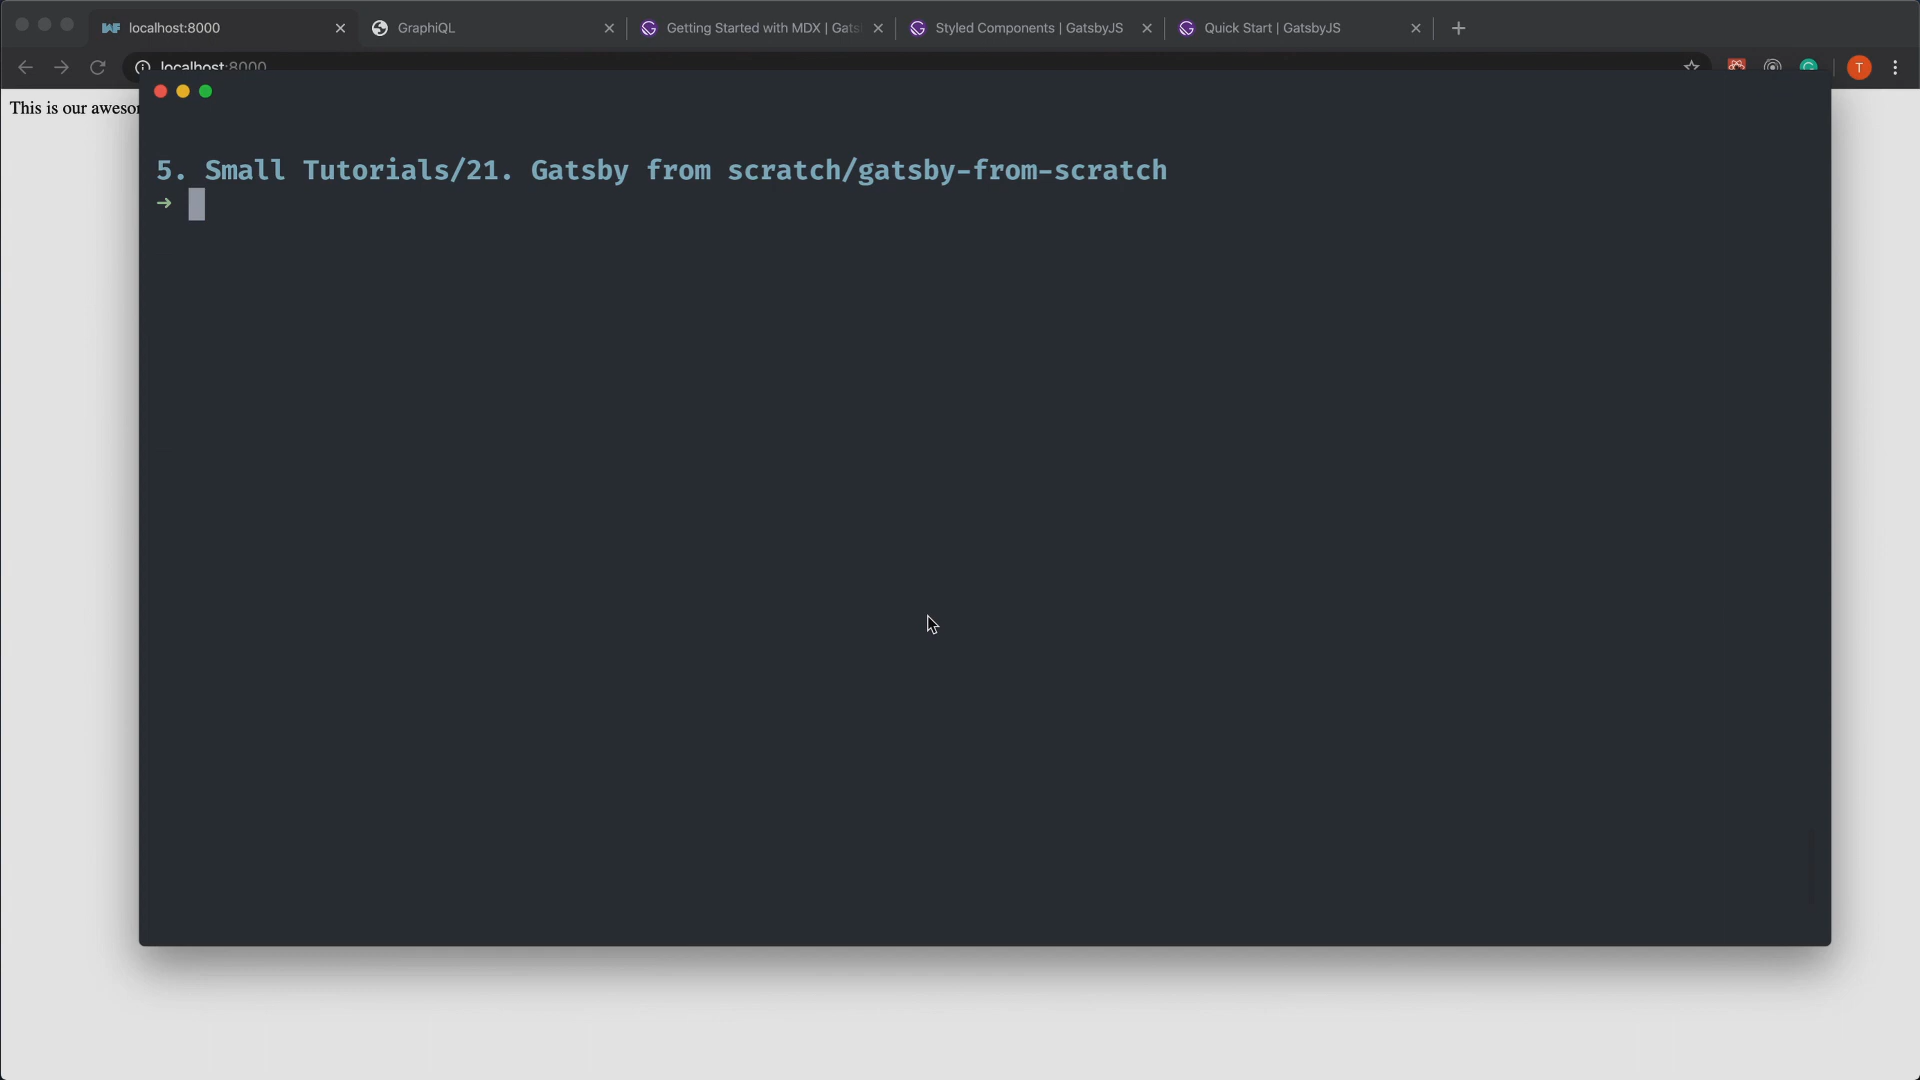 localhost:8000
GraphiQL
Getting Started with MDX | Gats
Styled Components | GatsbyJS
Quick Start | GatsbyJS
localhost:8000
T
This is our aweso
5. Small Tutorials/21. Gatsby from scratch/gatsby-from-scratch
➜